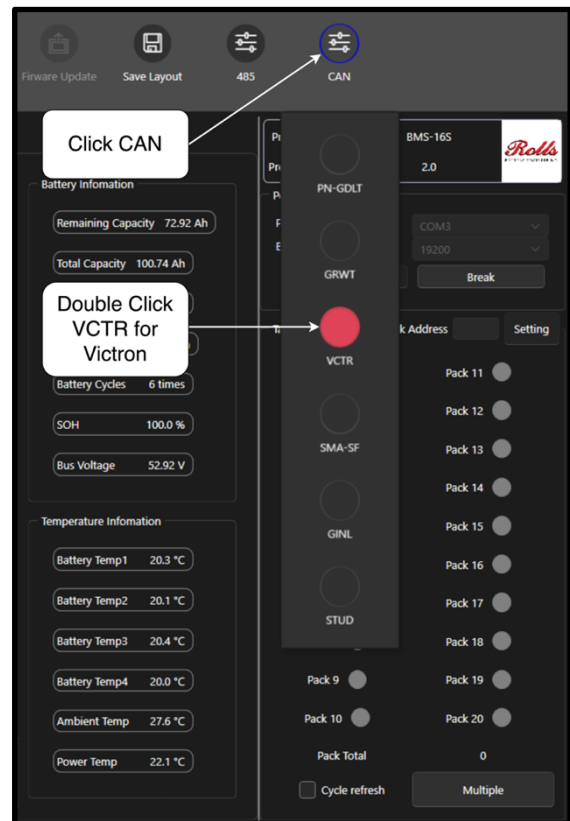 Firware Update
Save Layout
485
CAN
Click CAN
Battery Infomation
Remaining Capacity 72.92 Ah
Total Capacity 100.74 Ah
Double Click
VCTR for
Victron
Battery Cycles 6 times
SOH 100.0 %
Bus Voltage 52.92 V
Temperature Infomation
Battery Temp1 20.3 °C
Battery Temp2 20.1 °C
Battery Temp3 20.4 °C
Battery Temp4 20.0 °C
Ambient Temp 27.6 °C
Power Temp 22.1 °C
PN-GDLT
GRWT
VCTR
SMA-SF
GINL
STUD
BMS-16S
2.0
Rolls
COM3
19200
Break
Address
Setting
Pack 11
Pack 12
Pack 13
Pack 14
Pack 15
Pack 16
Pack 17
Pack 18
Pack 9
Pack 19
Pack 10
Pack 20
Pack Total 0
Cycle refresh
Multiple